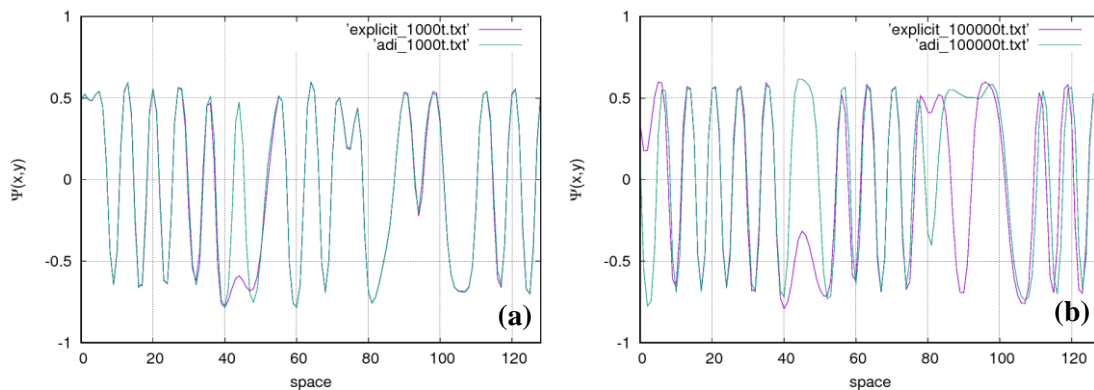 'explicit_1000t.txt'
'adi_1000t.txt'
1
0.5
0
-0.5
-1
Ψ(x,y)
0 20 40 60 80 100 120
space
(a)
'explicit_100000t.txt'
'adi_100000t.txt'
1
0.5
0
-0.5
-1
Ψ(x,y)
0 20 40 60 80 100 120
space
(b)